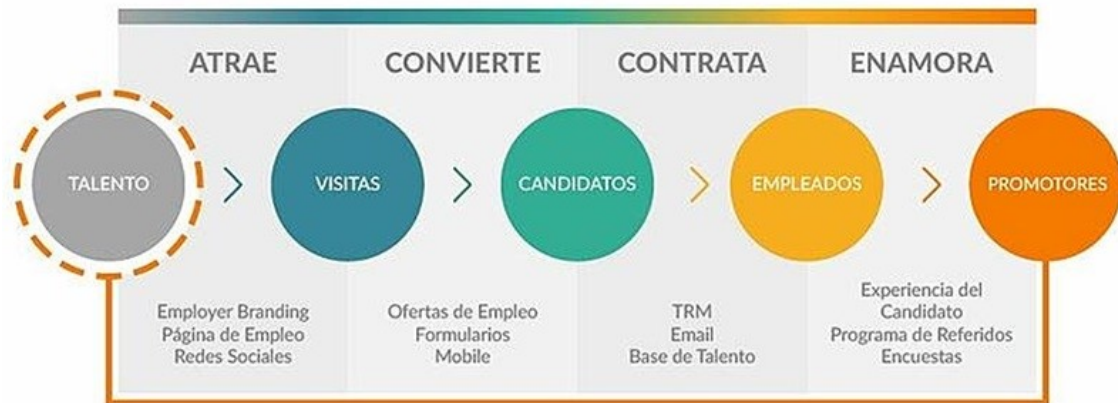 ATRAE
CONVIERTE
CONTRATA
ENAMORA
TALENTO
VISITAS
CANDIDATOS
EMPLEADOS
PROMOTORES
Employer Branding
Página de Empleo
Redes Sociales
Ofertas de Empleo
Formularios
Mobile
TRM
Email
Base de Talento
Experiencia del
Candidato
Programa de Referidos
Encuestas